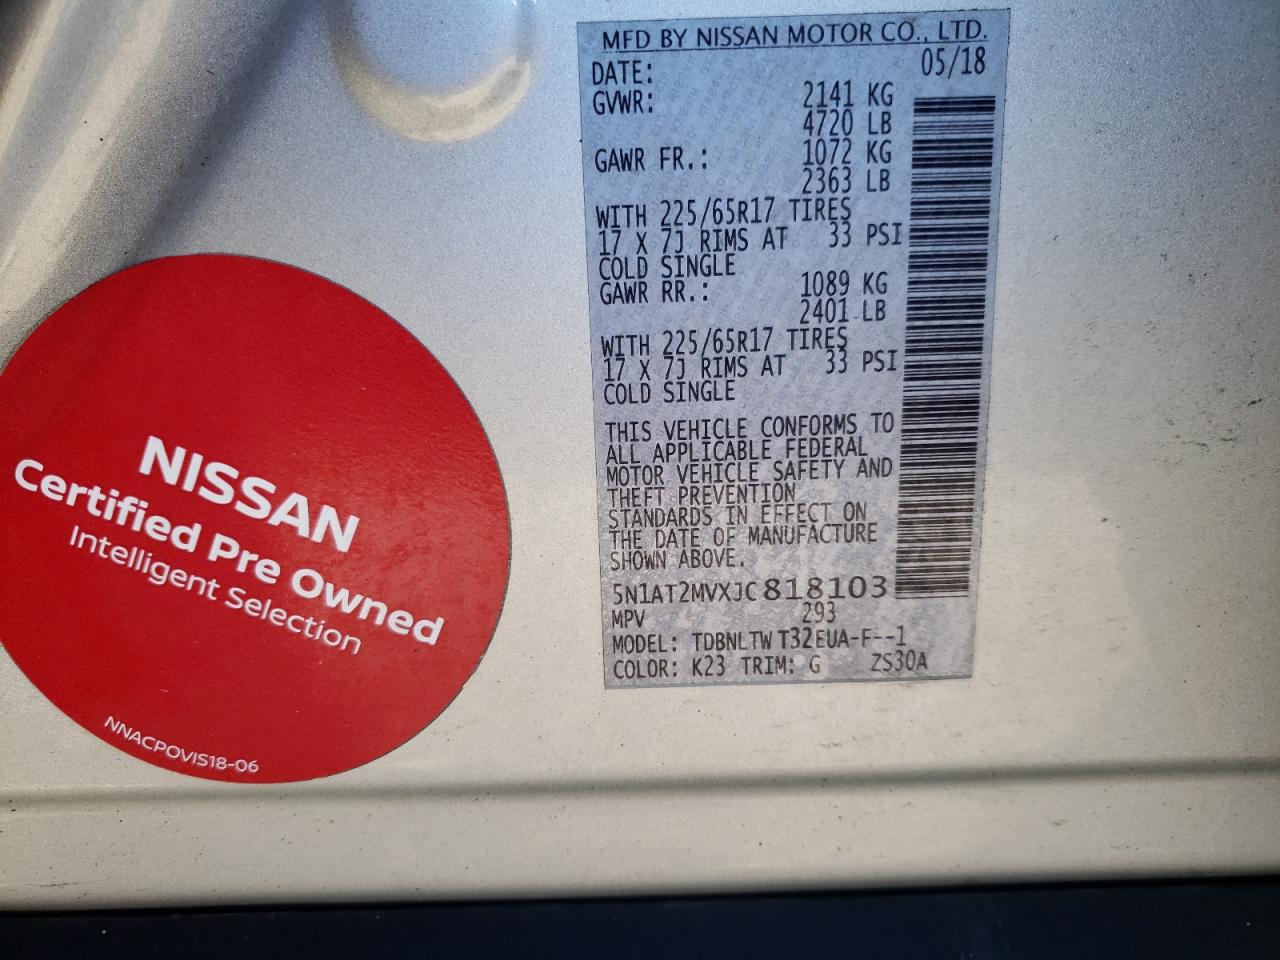 MFD BY NISSAN MOTOR CO., LTD.
DATE: 05/18
GVWR: 2141 KG
4720 LB
GAWR FR.: 1072 KG
2363 LB
WITH 225/65R17 TIRES
17 X 7J RIMS AT 33 PSI
COLD SINGLE
GAWR RR.: 1089 KG
2401 LB
WITH 225/65R17 TIRES
17 X 7J RIMS AT 33 PSI
COLD SINGLE
THIS VEHICLE CONFORMS TO
ALL APPLICABLE FEDERAL
MOTOR VEHICLE SAFETY AND
THEFT PREVENTION
STANDARDS IN EFFECT ON
THE DATE OF MANUFACTURE
SHOWN ABOVE.
5N1AT2MVXJC818103
MPV 293
MODEL: TDBNLTW T32EUA-F--1
COLOR: K23 TRIM: G ZS30A
NISSAN
Certified Pre Owned
Intelligent Selection
NNACPOVIS18-06